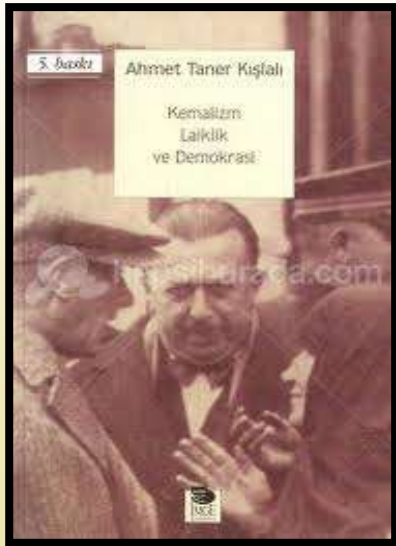 5. baskı
Ahmet Taner Kışlalı
Kemalizm
Laiklik
ve Demokrasi
İMGE